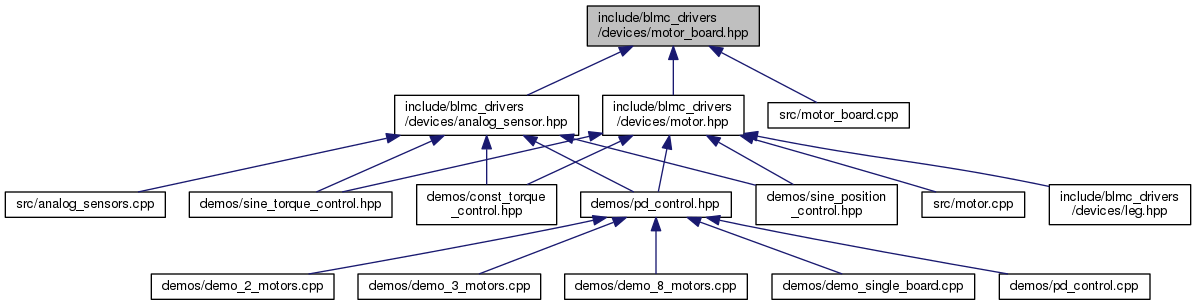 include/blmc_drivers
/devices/motor_board.hpp
include/blmc_drivers
/devices/analog_sensor.hpp
include/blmc_drivers
/devices/motor.hpp
src/motor_board.cpp
src/analog_sensors.cpp
demos/sine_torque_control.hpp
demos/const_torque
_control.hpp
demos/pd_control.hpp
demos/sine_position
_control.hpp
src/motor.cpp
include/blmc_drivers
/devices/leg.hpp
demos/demo_2_motors.cpp
demos/demo_3_motors.cpp
demos/demo_8_motors.cpp
demos/demo_single_board.cpp
demos/pd_control.cpp